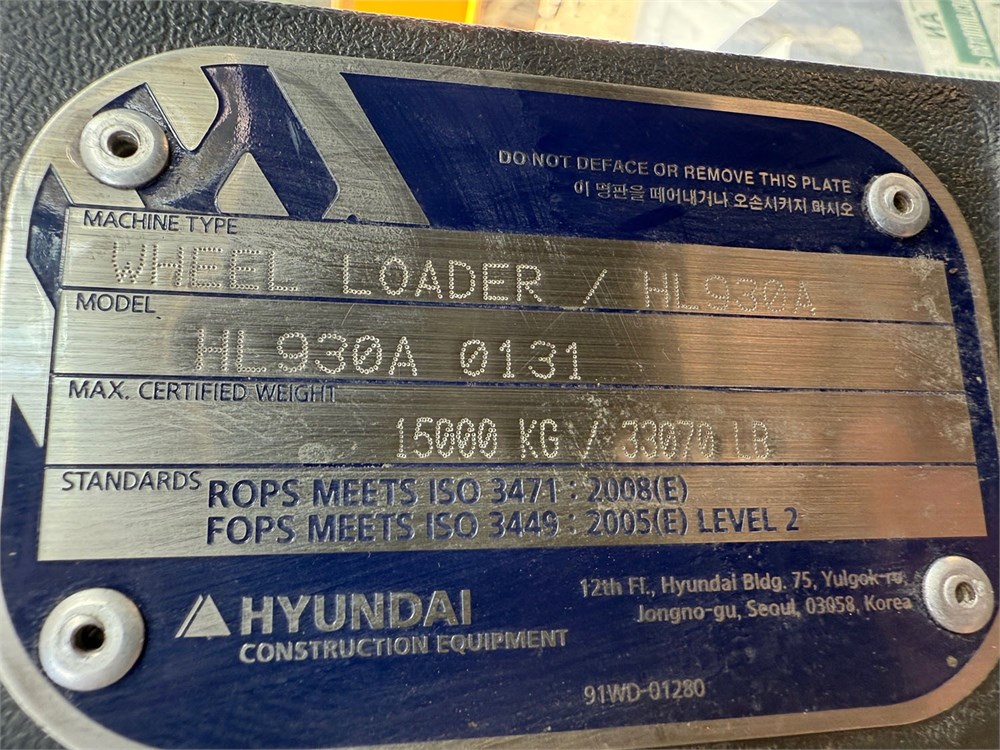 DO NOT DEFACE OR REMOVE THIS PLATE
이 명판을 떼어내거나 오손시키지 마시오
MACHINE TYPE
WHEEL LOADER / HL930A
MODEL
HL930A 0131
MAX. CERTIFIED WEIGHT
15000 KG / 33070 LB
STANDARDS
ROPS MEETS ISO 3471 : 2008(E)
FOPS MEETS ISO 3449 : 2005(E) LEVEL 2
HYUNDAI
CONSTRUCTION EQUIPMENT
12th Fl., Hyundai Bldg. 75, Yulgok-ro,
Jongno-gu, Seoul, 03058, Korea
91WD-01280